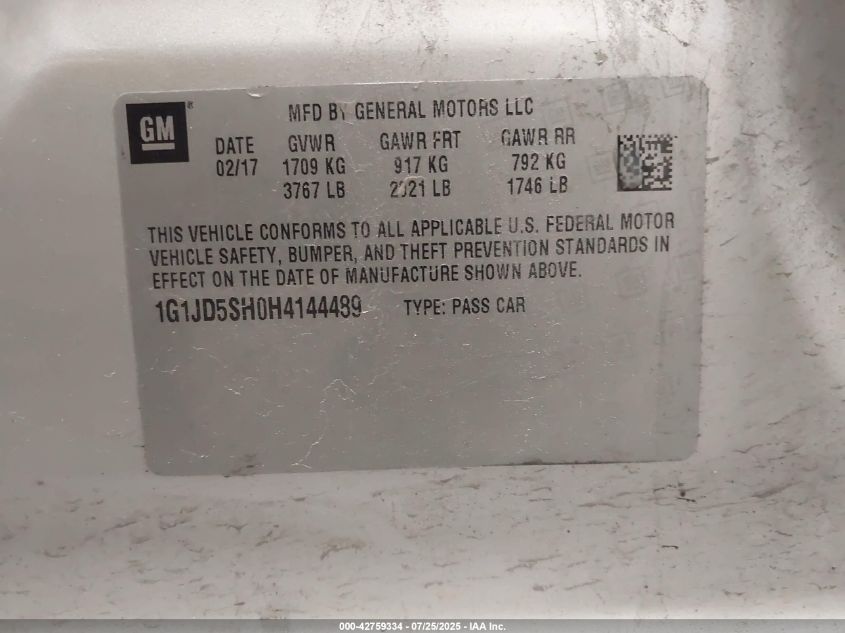 GM ®
MFD BY GENERAL MOTORS LLC
DATE GVWR GAWR FRT GAWR RR
02/17 1709 KG 917 KG 792 KG
3767 LB 2021 LB 1746 LB
THIS VEHICLE CONFORMS TO ALL APPLICABLE U.S. FEDERAL MOTOR
VEHICLE SAFETY, BUMPER, AND THEFT PREVENTION STANDARDS IN
EFFECT ON THE DATE OF MANUFACTURE SHOWN ABOVE.
1G1JD5SH0H4144489 TYPE: PASS CAR
000-42759334 - 07/25/2025 - IAA Inc.